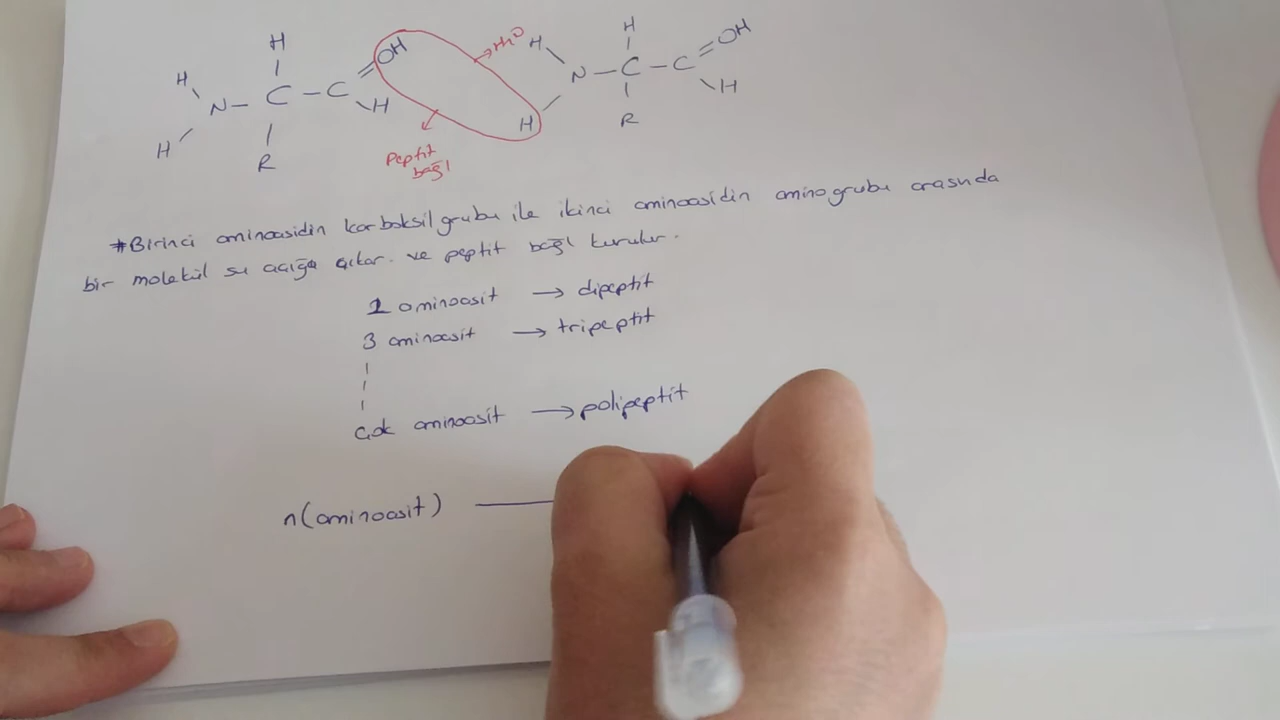 H H
H OH H₂O H OH
H N – C – C N – C – C
H H H H
R R
Peptit
bağı
*Birinci aminoasidin karboksil grubu ile ikinci aminoasidin amino grubu arasında
bir molekül su açığa çıkar. ve peptit bağı kurulur.
2 aminoasit → dipeptit
3 aminoasit → tripeptit
çok aminoasit → polipeptit
n(aminoasit)